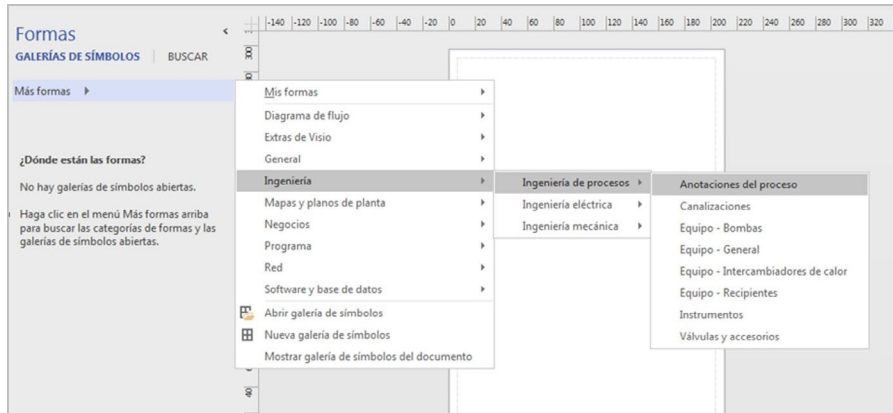 Formas
GALERÍAS DE SÍMBOLOS | BUSCAR
Más formas
¿Dónde están las formas?
No hay galerías de símbolos abiertas.
Haga clic en el menú Más formas arriba
para buscar las categorías de formas y las
galerías de símbolos abiertas.
-140 -120 -100 -80 -60 -40 -20 0 20 40 60 80 100 120 140 160 180 200 220 240 260 280 300 320
Mis formas
Diagrama de flujo
Extras de Visio
General
Ingeniería
Mapas y planos de planta
Negocios
Programa
Red
Software y base de datos
Abrir galería de símbolos
Nueva galería de símbolos
Mostrar galería de símbolos del documento
Ingeniería de procesos
Ingeniería eléctrica
Ingeniería mecánica
Anotaciones del proceso
Canalizaciones
Equipo - Bombas
Equipo - General
Equipo - Intercambiadores de calor
Equipo - Recipientes
Instrumentos
Válvulas y accesorios
300
40